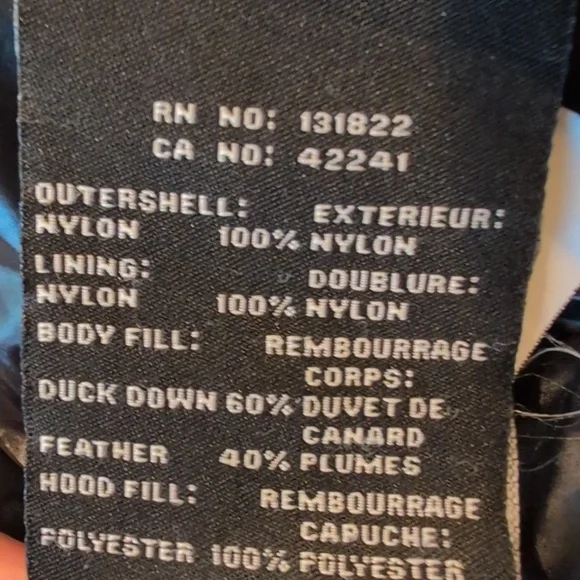 RN NO: 131822
CA NO: 42241
OUTERSHELL: EXTERIEUR:
NYLON 100% NYLON
LINING: DOUBLURE:
NYLON 100% NYLON
BODY FILL: REMBOURRAGE
CORPS:
DUCK DOWN 60% DUVET DE
CANARD
FEATHER 40% PLUMES
HOOD FILL: REMBOURRAGE
CAPUCHE:
POLYESTER 100% POLYESTER